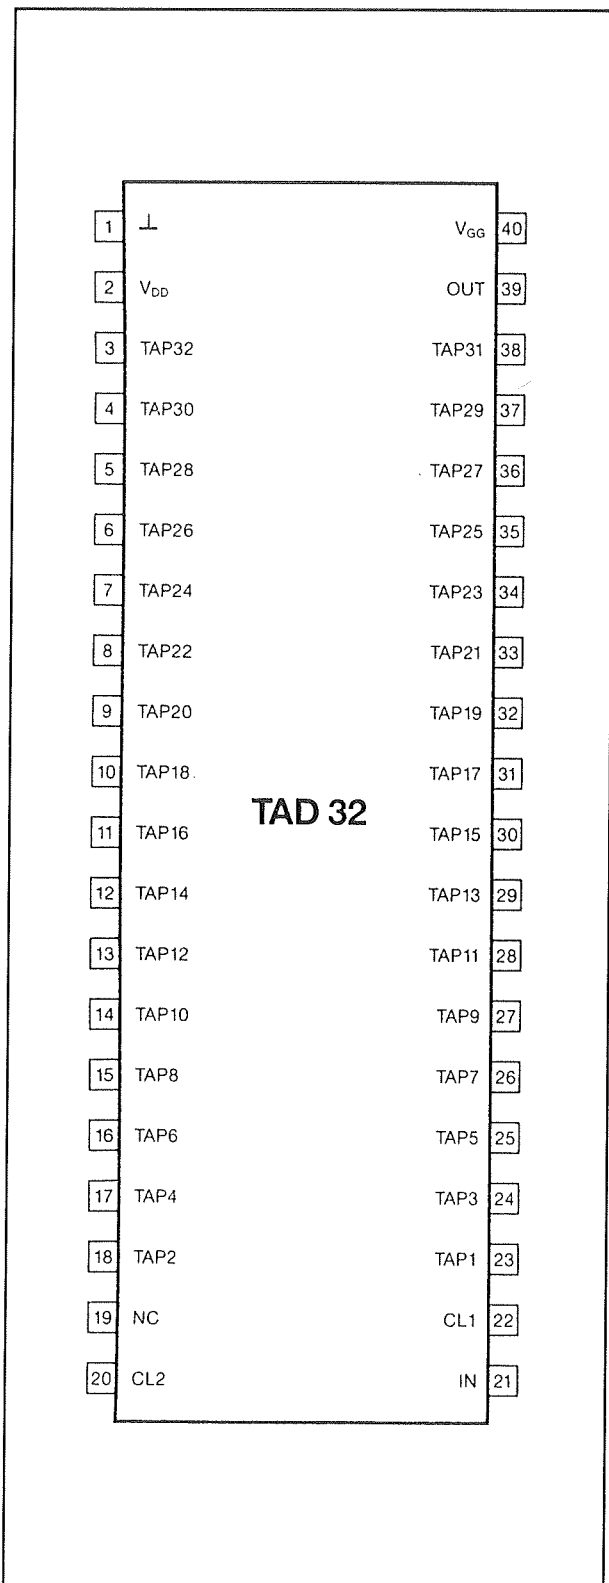 1 ⊥ V_GG 40
2 V_DD OUT 39
3 TAP32 TAP31 38
4 TAP30 TAP29 37
5 TAP28 TAP27 36
6 TAP26 TAP25 35
7 TAP24 TAP23 34
8 TAP22 TAP21 33
9 TAP20 TAP19 32
10 TAP18 TAP17 31
TAD 32
11 TAP16 TAP15 30
12 TAP14 TAP13 29
13 TAP12 TAP11 28
14 TAP10 TAP9 27
15 TAP8 TAP7 26
16 TAP6 TAP5 25
17 TAP4 TAP3 24
18 TAP2 TAP1 23
19 NC CL1 22
20 CL2 IN 21